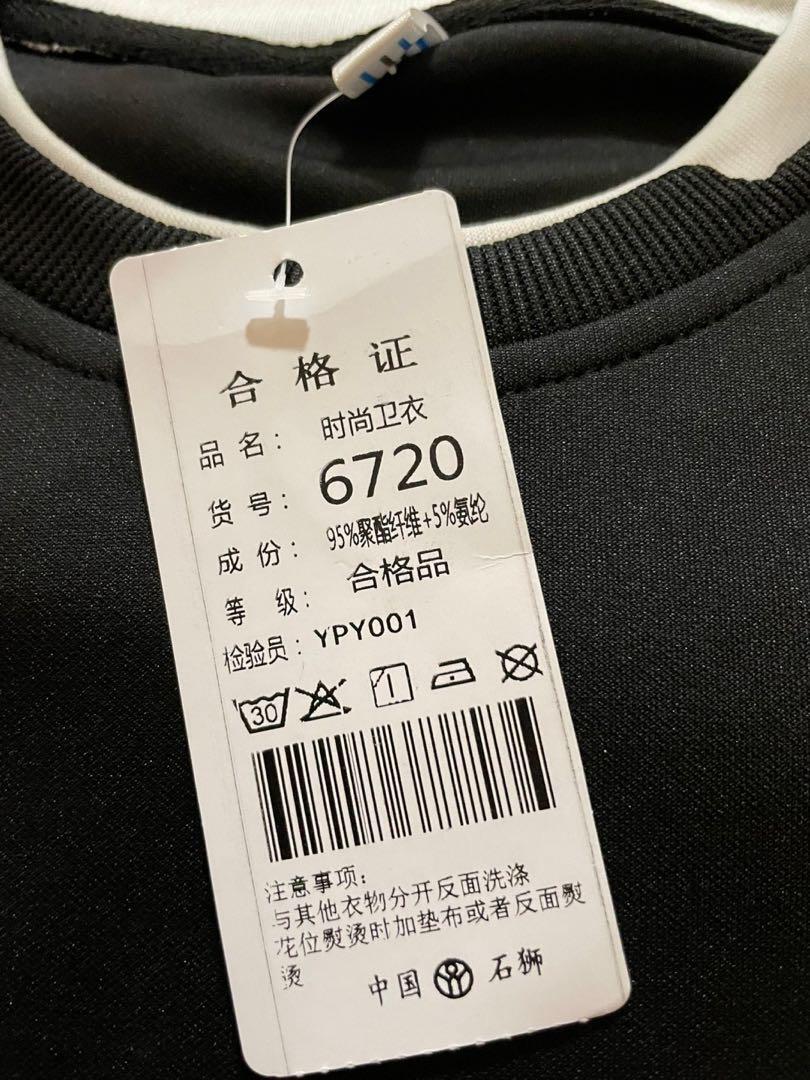 合格证
品名： 时尚卫衣
货号： 6720
成份： 95%聚酯纤维+5%氨纶
等级： 合格品
检验员： YPY001
30
注意事项：
与其他衣物分开反面洗涤
花位熨烫时加垫布或者反面熨
烫
中国 石狮